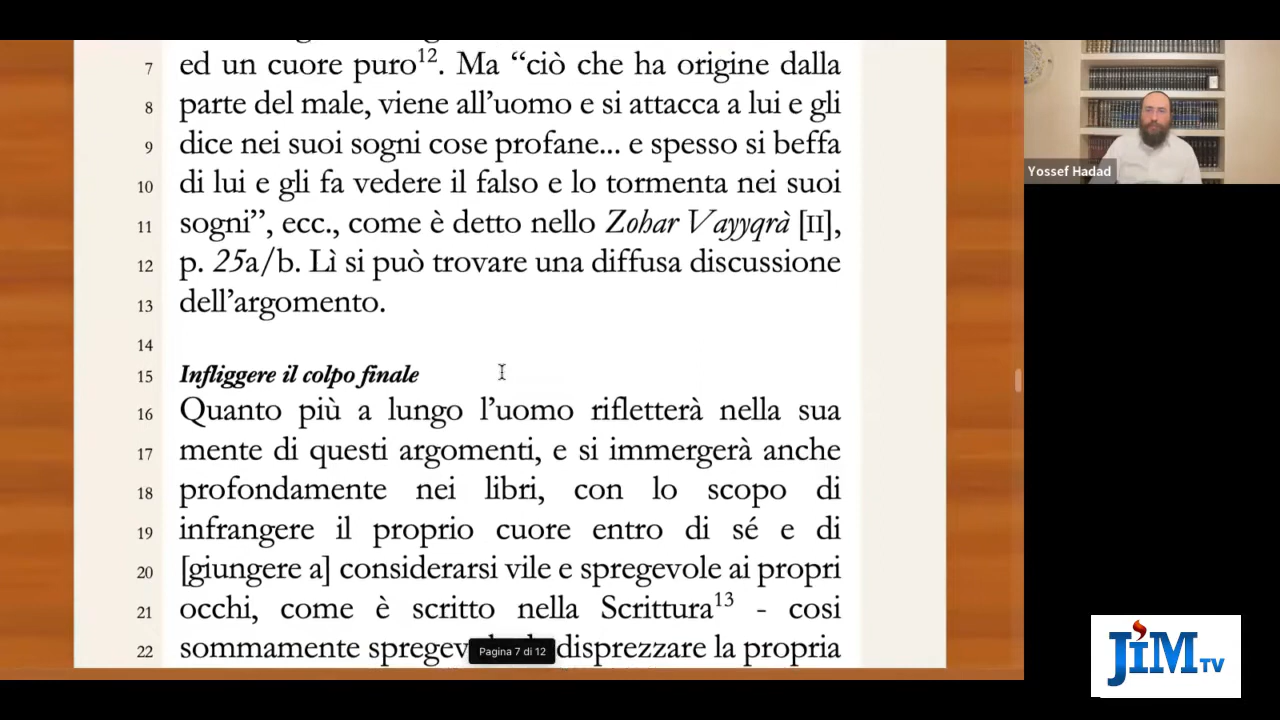 7 ed un cuore puro12. Ma “ciò che ha origine dalla
8 parte del male, viene all’uomo e si attacca a lui e gli
9 dice nei suoi sogni cose profane... e spesso si beffa
10 di lui e gli fa vedere il falso e lo tormenta nei suoi
11 sogni”, ecc., come è detto nello Zohar Vayyqrà [II],
12 p. 25a/b. Lì si può trovare una diffusa discussione
13 dell’argomento.
14
15 Infliggere il colpo finale
16 Quanto più a lungo l’uomo rifletterà nella sua
17 mente di questi argomenti, e si immergerà anche
18 profondamente nei libri, con lo scopo di
19 infrangere il proprio cuore entro di sé e di
20 [giungere a] considerarsi vile e spregevole ai propri
21 occhi, come è scritto nella Scrittura13 - cosi
22 sommamente disprezzare la propria
Pagina 7 di 12
Yossef Hadad
JiM TV